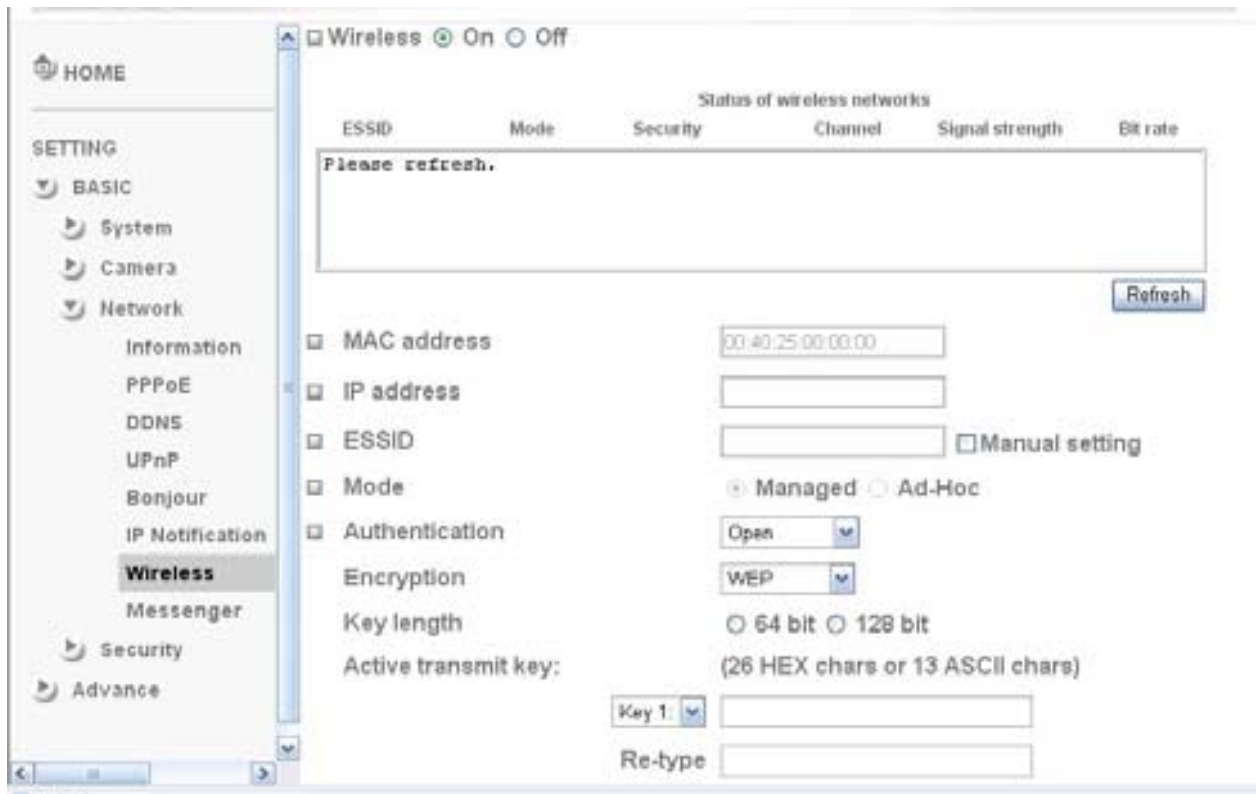 HOME
SETTING
BASIC
System
Camera
Network
Information
PPPoE
DDNS
UPnP
Bonjour
IP Notification
Wireless
Messenger
Security
Advance
Wireless On Off
Status of wireless networks
ESSID Mode Security Channel Signal strength Bit rate
Please refresh.
Refresh
MAC address 00:40:25:00:00:00
IP address
ESSID Manual setting
Mode Managed Ad-Hoc
Authentication Open
Encryption WEP
Key length 64 bit 128 bit
Active transmit key: (26 HEX chars or 13 ASCII chars)
Key 1:
Re-type